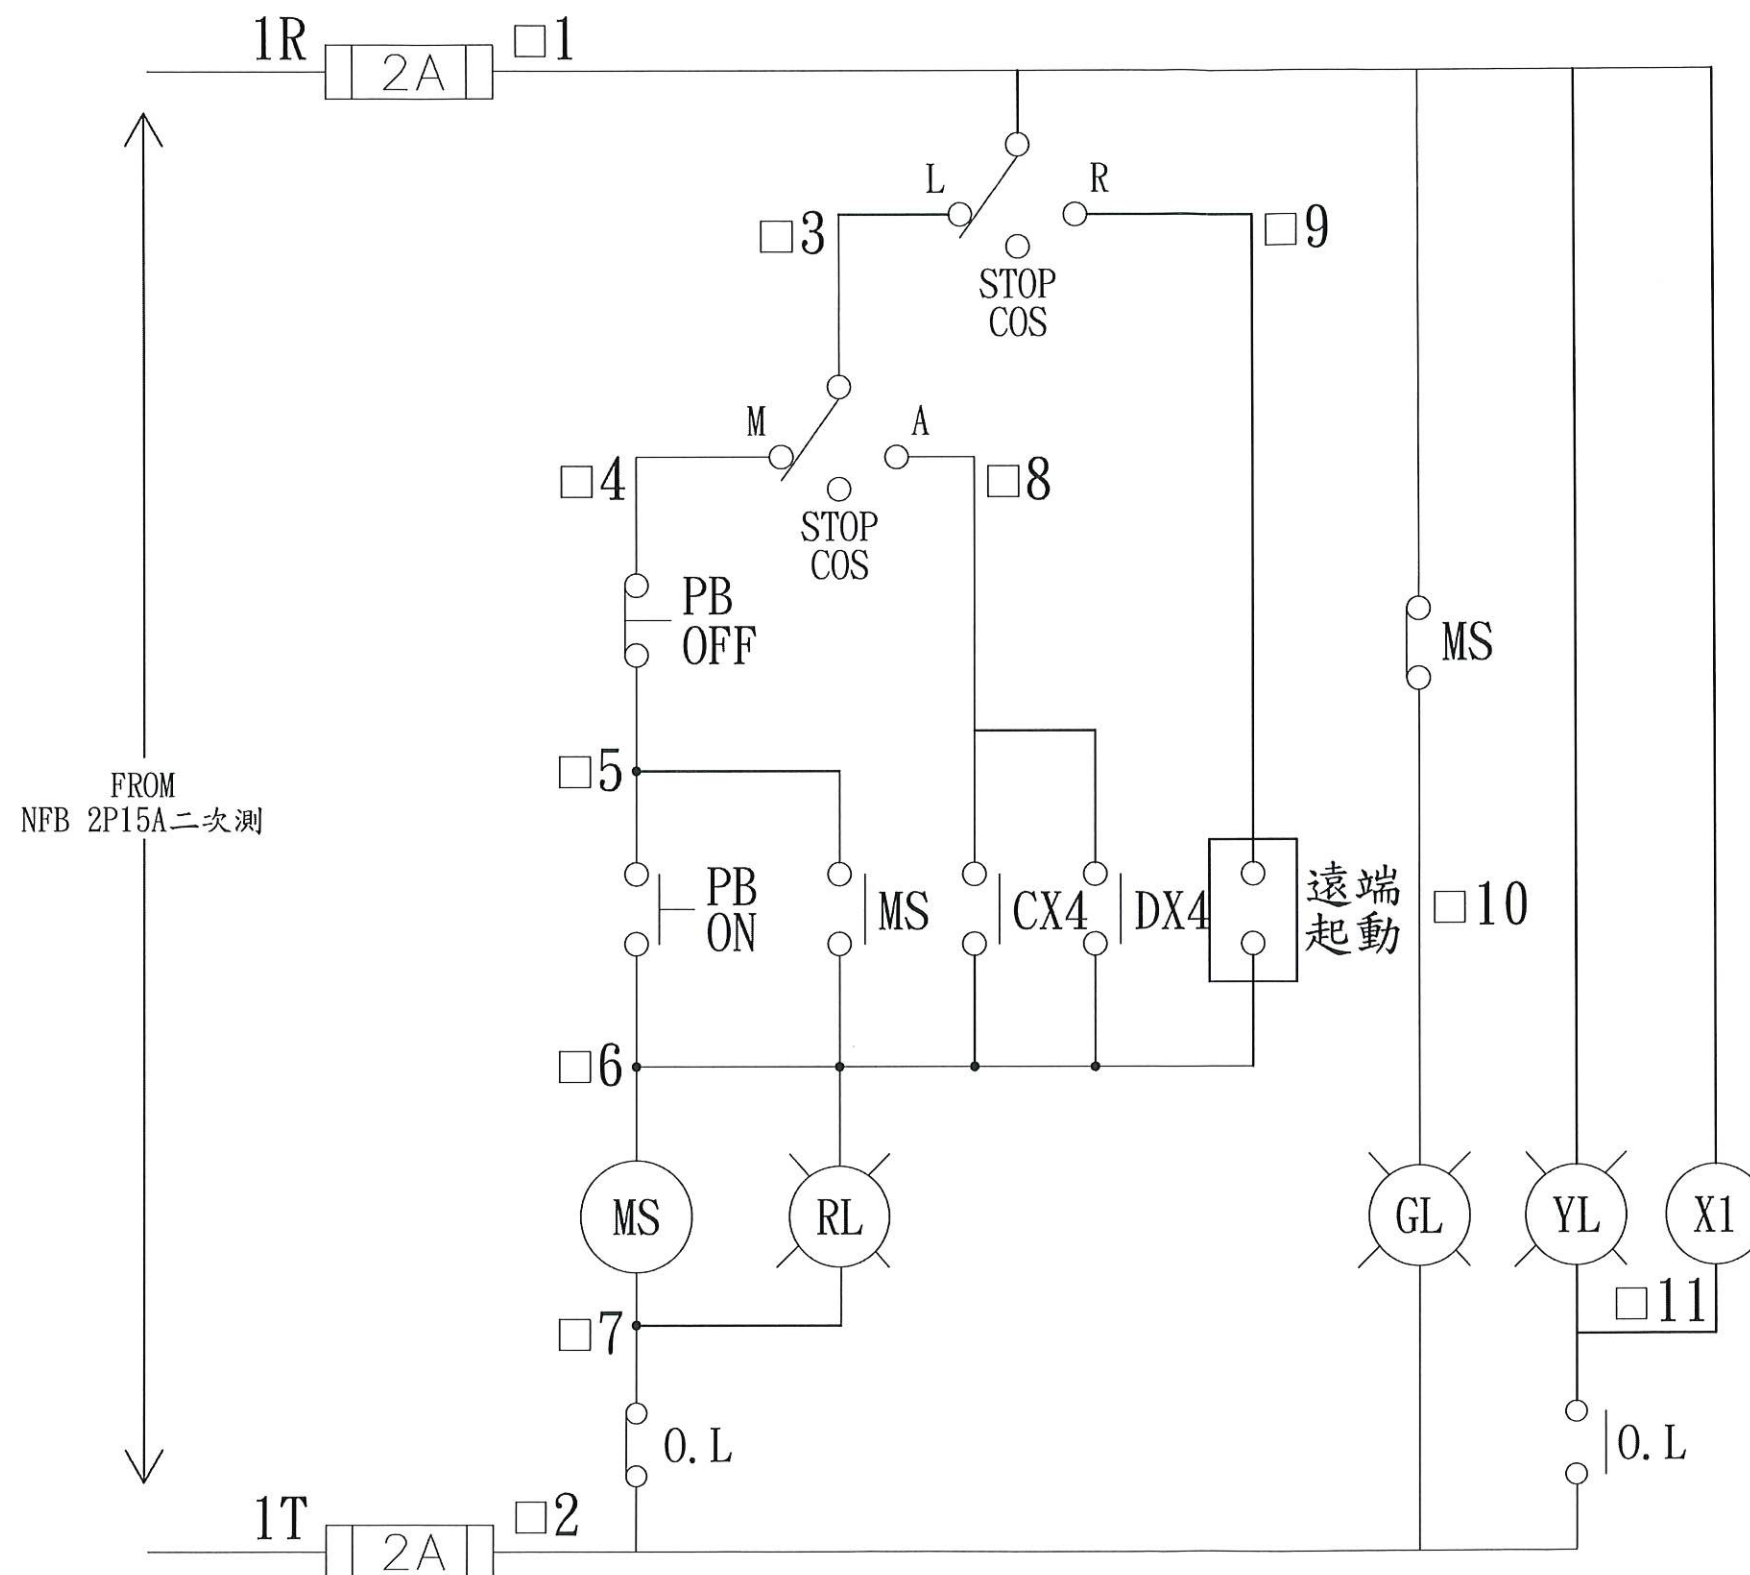 1R
2A
□1
L
R
□3
□9
STOP
COS
M
A
□4
□8
STOP
COS
PB
OFF
MS
□5
FROM
NFB 2P15A二次測
PB
ON
MS
CX4
DX4
遠端
起動
□10
□6
MS
RL
GL
YL
X1
□11
□7
O.L
O.L
1T
2A
□2